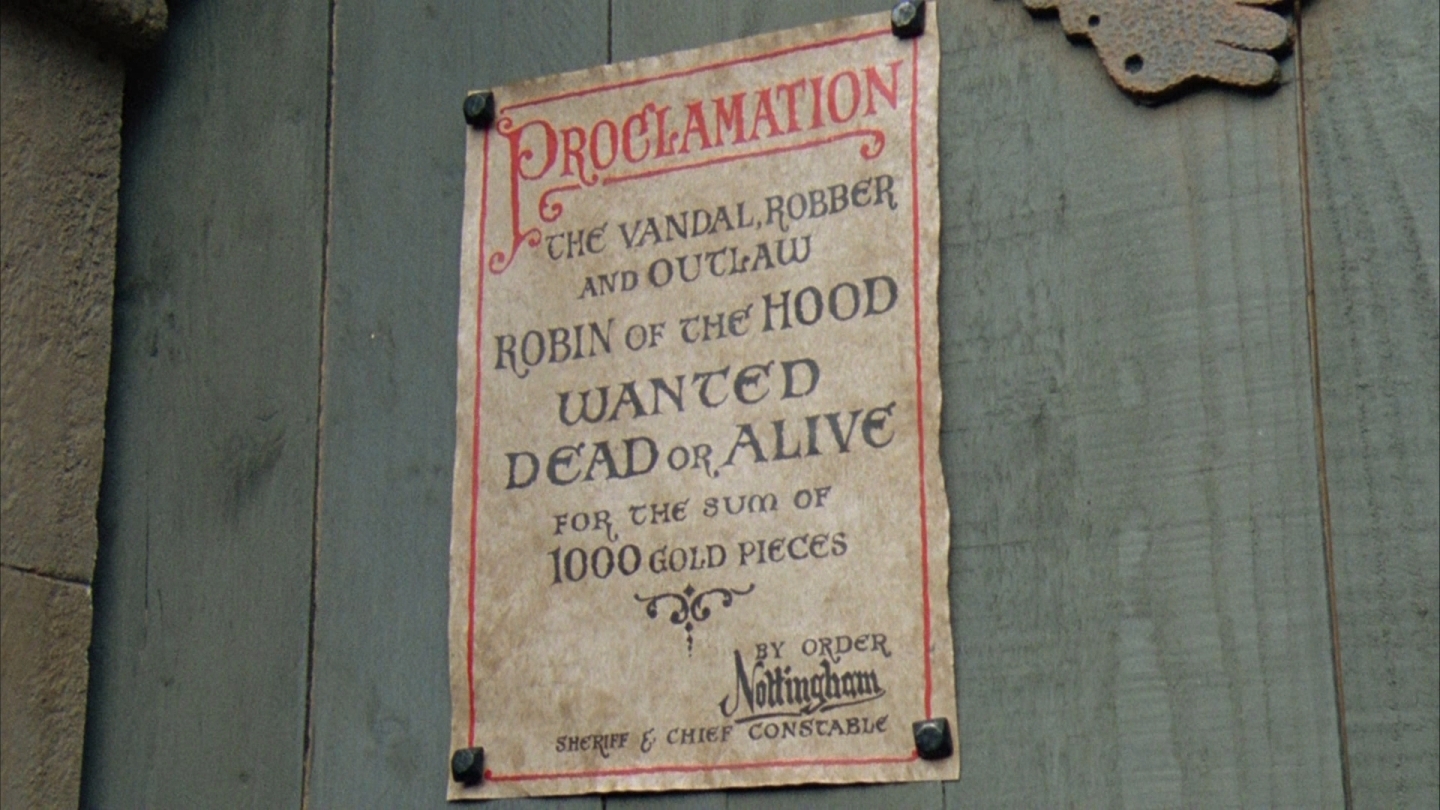 PROCLAMATION
THE VANDAL, ROBBER
AND OUTLAW
ROBIN OF THE HOOD
WANTED
DEAD OR ALIVE
FOR THE SUM OF
1000 GOLD PIECES
BY ORDER
Nottingham
SHERIFF & CHIEF CONSTABLE